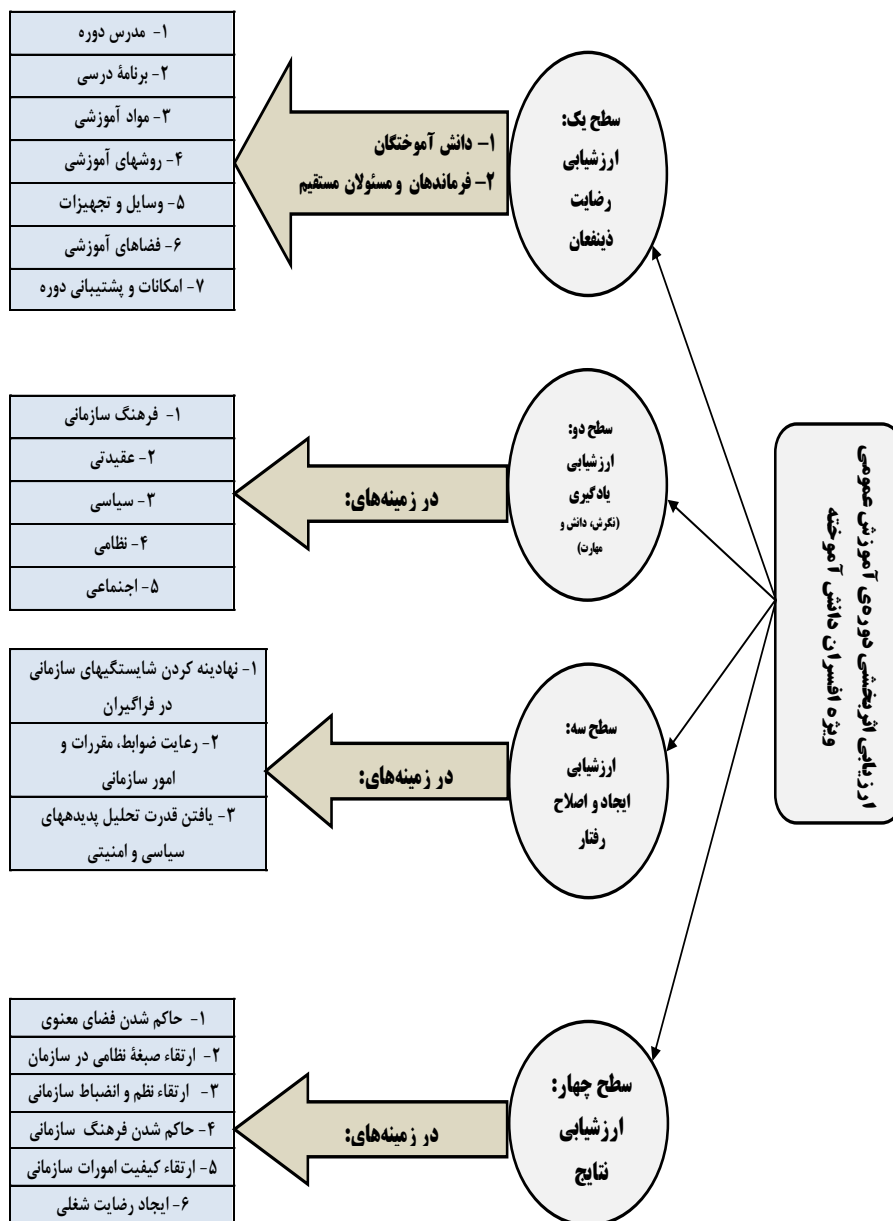 ارزیابی اثربخشی دوره‌ی آموزش عمومی
ویژه افسران دانش آموخته
سطح یک:
ارزشیابی
رضایت
ذینفعان
۱- دانش آموختگان
۲- فرماندهان و مسئولان مستقیم
۱- مدرس دوره
۲- برنامۀ درسی
۳- مواد آموزشی
۴- روشهای آموزشی
۵- وسایل و تجهیزات
۶- فضاهای آموزشی
۷- امکانات و پشتیبانی دوره
سطح دو:
ارزشیابی
یادگیری
(نگرش، دانش و
مهارت)
در زمینه‌های:
۱- فرهنگ سازمانی
۲- عقیدتی
۳- سیاسی
۴- نظامی
۵- اجتماعی
سطح سه:
ارزشیابی
ایجاد و اصلاح
رفتار
در زمینه‌های:
۱- نهادینه کردن شایستگیهای سازمانی
در فراگیران
۲- رعایت ضوابط، مقررات و
امور سازمانی
۳- یافتن قدرت تحلیل پدیدههای
سیاسی و امنیتی
سطح چهار:
ارزشیابی
نتایج
در زمینه‌های:
۱- حاکم شدن فضای معنوی
۲- ارتقاء صبغۀ نظامی در سازمان
۳- ارتقاء نظم و انضباط سازمانی
۴- حاکم شدن فرهنگ سازمانی
۵- ارتقاء کیفیت امورات سازمانی
۶- ایجاد رضایت شغلی